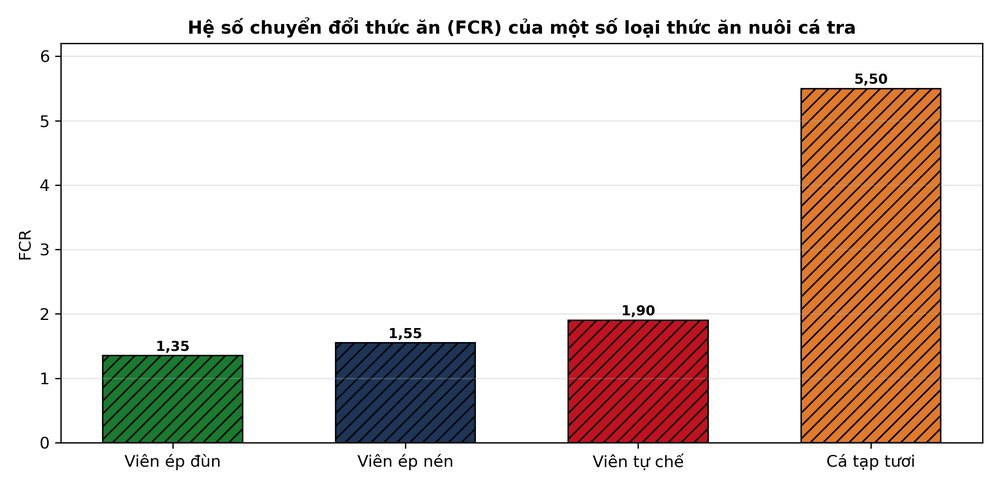 Hệ số chuyển đổi thức ăn (FCR) của một số loại thức ăn nuôi cá tra
FCR
6
5
4
3
2
1
0
1,35
1,55
1,90
5,50
Viên ép đùn
Viên ép nén
Viên tự chế
Cá tạp tươi